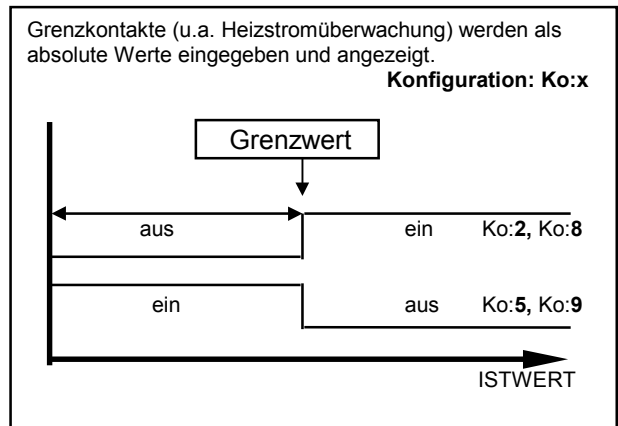 Grenzkontakte (u.a. Heizstromüberwachung) werden als
absolute Werte eingegeben und angezeigt.
Konfiguration: Ko:x
Grenzwert
aus ein Ko:2, Ko:8
ein aus Ko:5, Ko:9
ISTWERT